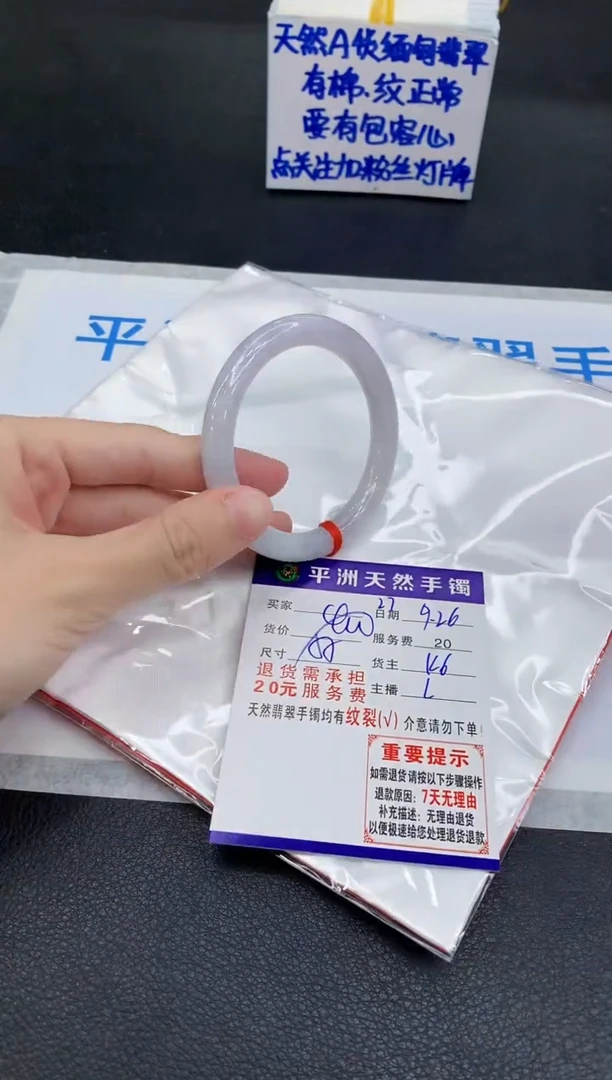 天然A货缅甸翡翠
有棉、纹正常
要有包容心
点关注加粉丝灯牌
平
翠手
平洲天然手镯
买家 27 日期 9.26
货价 服务费 20
尺寸 货主 K6
退货需承担
20元服务费 主播 L
天然翡翠手镯均有纹裂(√) 介意请勿下单!
重要提示
如需退货请按以下步骤操作
退款原因：7天无理由
补充描述：无理由退货
以便极速给您处理退货退款